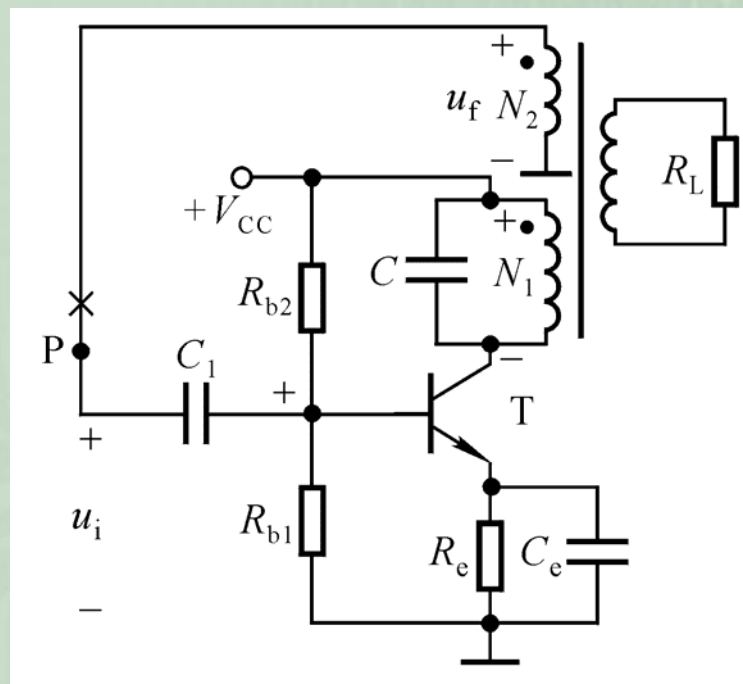 +
u_f N_2
−
R_L
+ V_CC
+
C N_1
R_b2
−
P
C_1
+
T
+
u_i
R_b1
R_e C_e
−